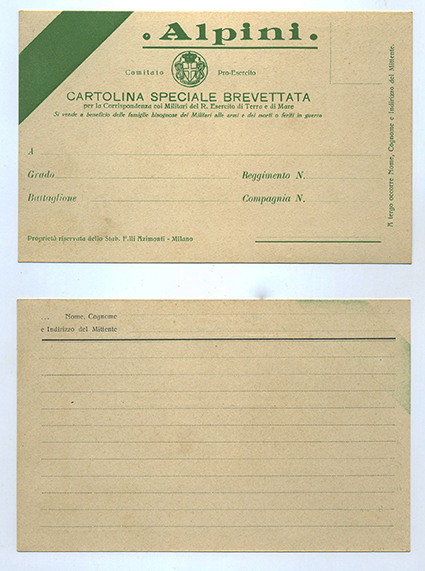 . Alpini.
Comitato Pro-Esercito
CARTOLINA SPECIALE BREVETTATA
per la Corrispondenza coi Militari del R. Esercito di Terra e di Mare
Si vende a beneficio delle famiglie bisognose dei Militari alle armi e dei morti o feriti in guerra
A
Grado Reggimento N.
Battaglione Compagnia N.
Proprietà riservata dello Stab. F.lli Azimonti - Milano
A tergo occorre Nome, Cognome e Indirizzo del Mittente.
... Nome, Cognome
e Indirizzo del Mittente